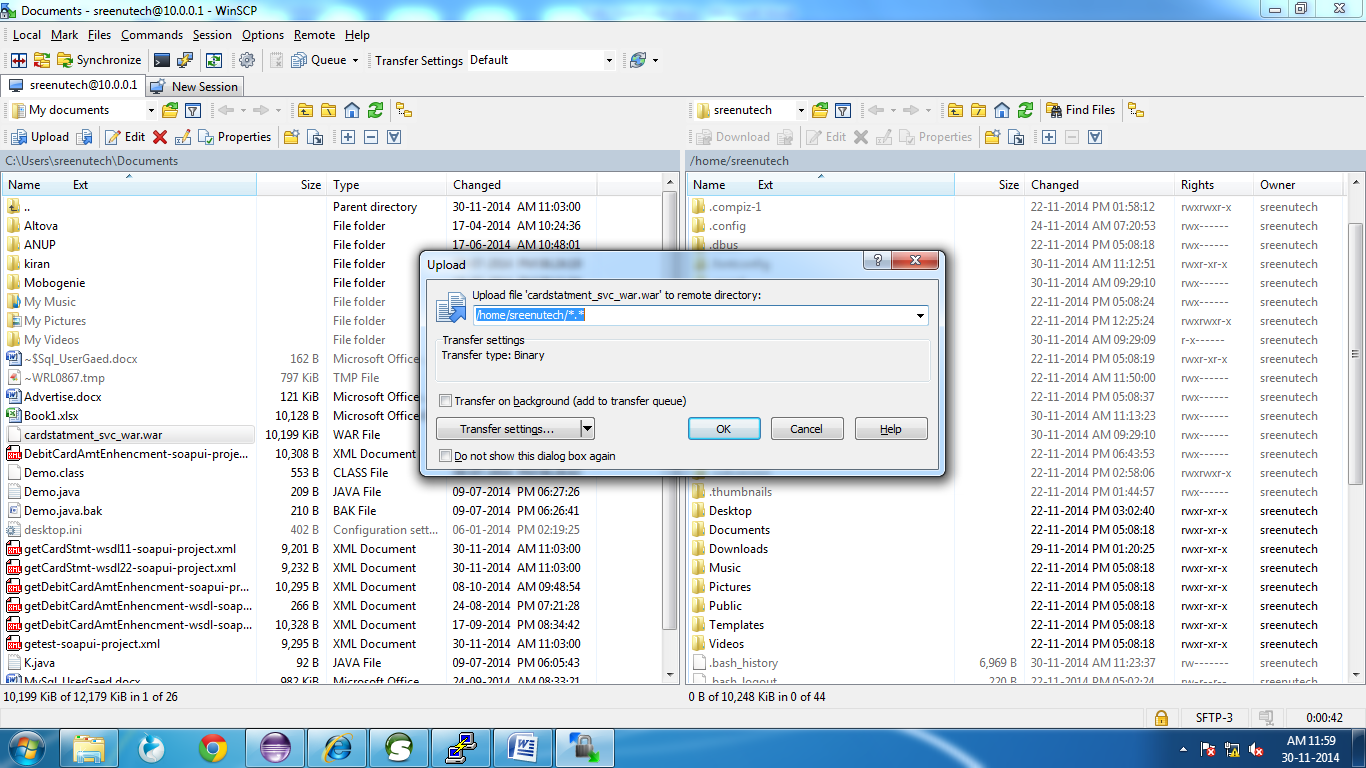 Documents - sreenutech@10.0.0.1 - WinSCP
Local Mark Files Commands Session Options Remote Help
Synchronize Queue Transfer Settings Default
sreenutech@10.0.0.1 New Session
My documents sreenutech Find Files
Upload Edit Properties Download Edit Properties
C:\Users\sreenutech\Documents /home/sreenutech
Name Ext Size Type Changed Name Ext Size Changed Rights Owner
.. Parent directory 30-11-2014 AM 11:03:00 .compiz-1 22-11-2014 PM 01:58:12 rwxrwxr-x sreenutech
Altova File folder 17-04-2014 AM 10:24:36 .config 24-11-2014 AM 07:20:53 rwx------ sreenutech
ANUP File folder 17-06-2014 AM 10:48:01 .dbus 22-11-2014 PM 05:08:18 rwx------ sreenutech
kiran File folder 30-11-2014 AM 11:12:51 rwxr-xr-x sreenutech
Mobogenie File folder 30-11-2014 AM 09:29:10 rwx------ sreenutech
My Music File folder 22-11-2014 PM 05:08:24 rwx------ sreenutech
My Pictures File folder 22-11-2014 PM 12:25:24 rwxrwxr-x sreenutech
My Videos File folder 30-11-2014 AM 09:29:09 r-x------ sreenutech
~$Sql_UserGaed.docx 162 B Microsoft Office 22-11-2014 PM 05:08:19 rwxr-xr-x sreenutech
~WRL0867.tmp 797 KiB TMP File 22-11-2014 AM 11:50:00 rwx------ sreenutech
Advertise.docx 121 KiB Microsoft Office 22-11-2014 PM 05:08:37 rwx------ sreenutech
Book1.xlsx 10,128 B Microsoft Office 30-11-2014 AM 11:13:23 rwx------ sreenutech
cardstatment_svc_war.war 10,199 KiB WAR File 30-11-2014 AM 09:29:10 rwx------ sreenutech
DebitCardAmtEnhencment-soapui-proje... 10,308 B XML Document 22-11-2014 PM 06:43:53 rwx------ sreenutech
Demo.class 553 B CLASS File 22-11-2014 PM 02:58:06 rwxrwxr-x sreenutech
Demo.java 209 B JAVA File 09-07-2014 PM 06:27:26 .thumbnails 22-11-2014 PM 01:44:57 rwx------ sreenutech
Demo.java.bak 210 B BAK File 09-07-2014 PM 06:26:41 Desktop 22-11-2014 PM 03:02:40 rwxr-xr-x sreenutech
desktop.ini 402 B Configuration sett... 06-01-2014 PM 02:19:25 Documents 22-11-2014 PM 05:08:18 rwxr-xr-x sreenutech
getCardStmt-wsdl11-soapui-project.xml 9,201 B XML Document 30-11-2014 AM 11:03:00 Downloads 29-11-2014 PM 01:20:25 rwxr-xr-x sreenutech
getCardStmt-wsdl22-soapui-project.xml 9,232 B XML Document 30-11-2014 AM 11:03:00 Music 22-11-2014 PM 05:08:18 rwxr-xr-x sreenutech
getDebitCardAmtEnhencment-soapui-pr... 10,295 B XML Document 08-10-2014 AM 09:48:54 Pictures 22-11-2014 PM 05:08:18 rwxr-xr-x sreenutech
getDebitCardAmtEnhencment-wsdl-soap... 266 B XML Document 24-08-2014 PM 07:21:28 Public 22-11-2014 PM 05:08:18 rwxr-xr-x sreenutech
getDebitCardAmtEnhencment-wsdl-soap... 10,328 B XML Document 17-09-2014 PM 08:34:42 Templates 22-11-2014 PM 05:08:18 rwxr-xr-x sreenutech
getest-soapui-project.xml 9,295 B XML Document 30-11-2014 AM 11:03:00 Videos 22-11-2014 PM 05:08:18 rwxr-xr-x sreenutech
K.java 92 B JAVA File 09-07-2014 PM 06:05:43 .bash_history 6,969 B 30-11-2014 AM 11:23:37 rw------- sreenutech
MySql_UserGaed.docx 982 KiB Microsoft Office 04-09-2014 AM 08:33:21 .bash_logout 220 B 22-11-2014 PM 05:02:24 rw-r--r-- sreenutech
Upload
Upload file 'cardstatment_svc_war.war' to remote directory:
/home/sreenutech/*.*
Transfer settings
Transfer type: Binary
Transfer on background (add to transfer queue)
Transfer settings... OK Cancel Help
Do not show this dialog box again
10,199 KiB of 12,179 KiB in 1 of 26 0 B of 10,248 KiB in 0 of 44
SFTP-3 0:00:42
AM 11:59
30-11-2014